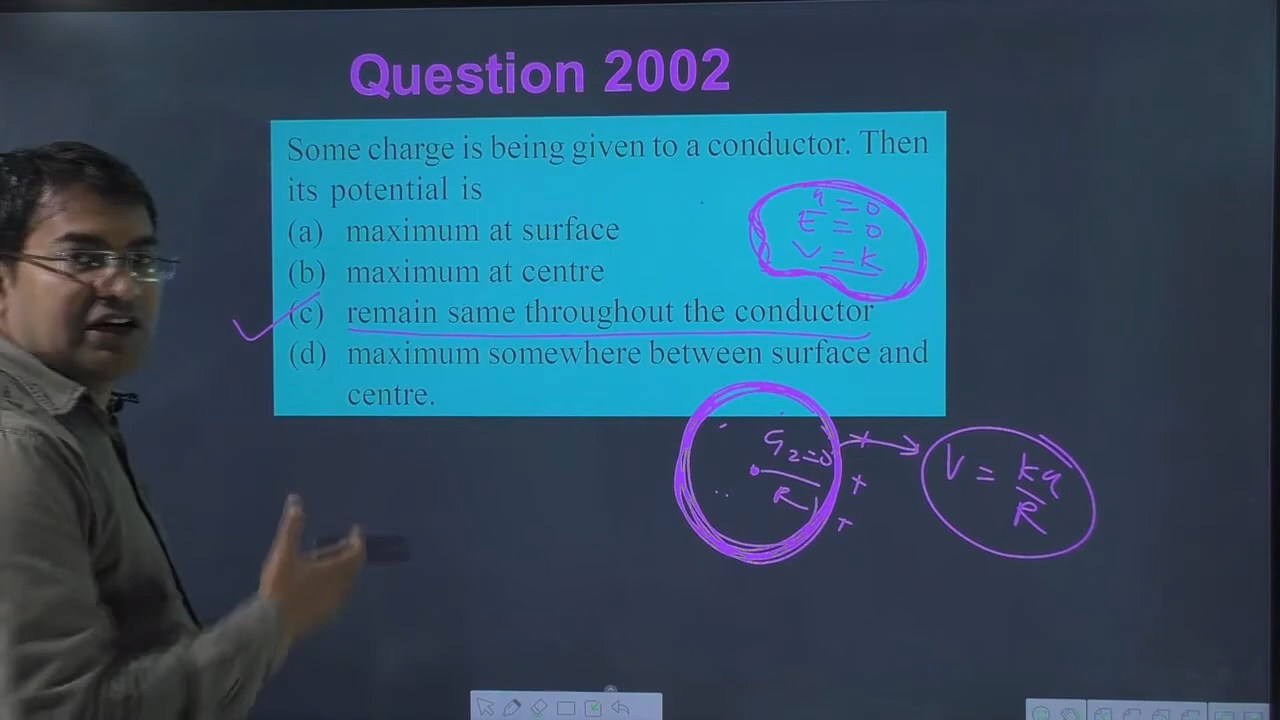 Question 2002
Some charge is being given to a conductor. Then
its potential is
(a) maximum at surface
(b) maximum at centre
(c) remain same throughout the conductor
(d) maximum somewhere between surface and
centre.
q = 0
E = 0
V = k
q = 0
R
+
+
V = kq/R